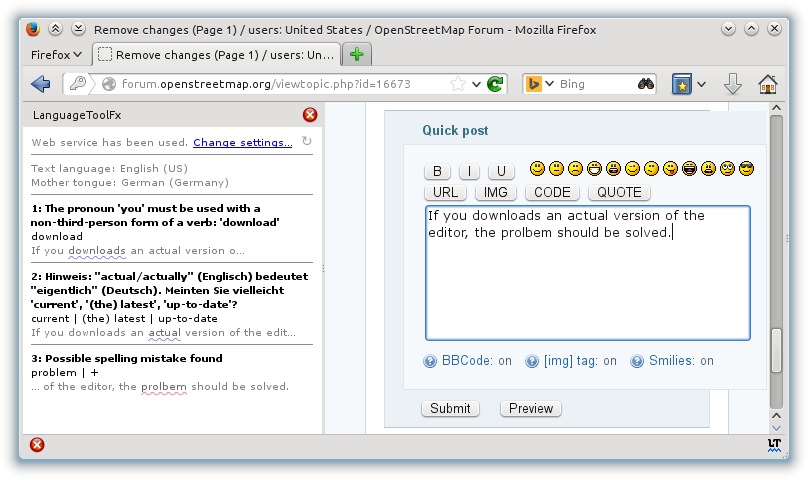 Remove changes (Page 1) / users: United States / OpenStreetMap Forum - Mozilla Firefox
Firefox
Remove changes (Page 1) / users: Un...
forum.openstreetmap.org/viewtopic.php?id=16673
Bing
LanguageToolFx
Web service has been used. Change settings...
Text language: English (US)
Mother tongue: German (Germany)
1: The pronoun 'you' must be used with a
non-third-person form of a verb: 'download'
download
If you downloads an actual version o...
2: Hinweis: "actual/actually" (Englisch) bedeutet
"eigentlich" (Deutsch). Meinten Sie vielleicht
'current', '(the) latest', 'up-to-date'?
current | (the) latest | up-to-date
If you downloads an actual version of the edit...
3: Possible spelling mistake found
problem | +
... of the editor, the prolbem should be solved.
Quick post
B I U
URL IMG CODE QUOTE
If you downloads an actual version of the
editor, the prolbem should be solved.
BBCode: on [img] tag: on Smilies: on
Submit Preview
LT